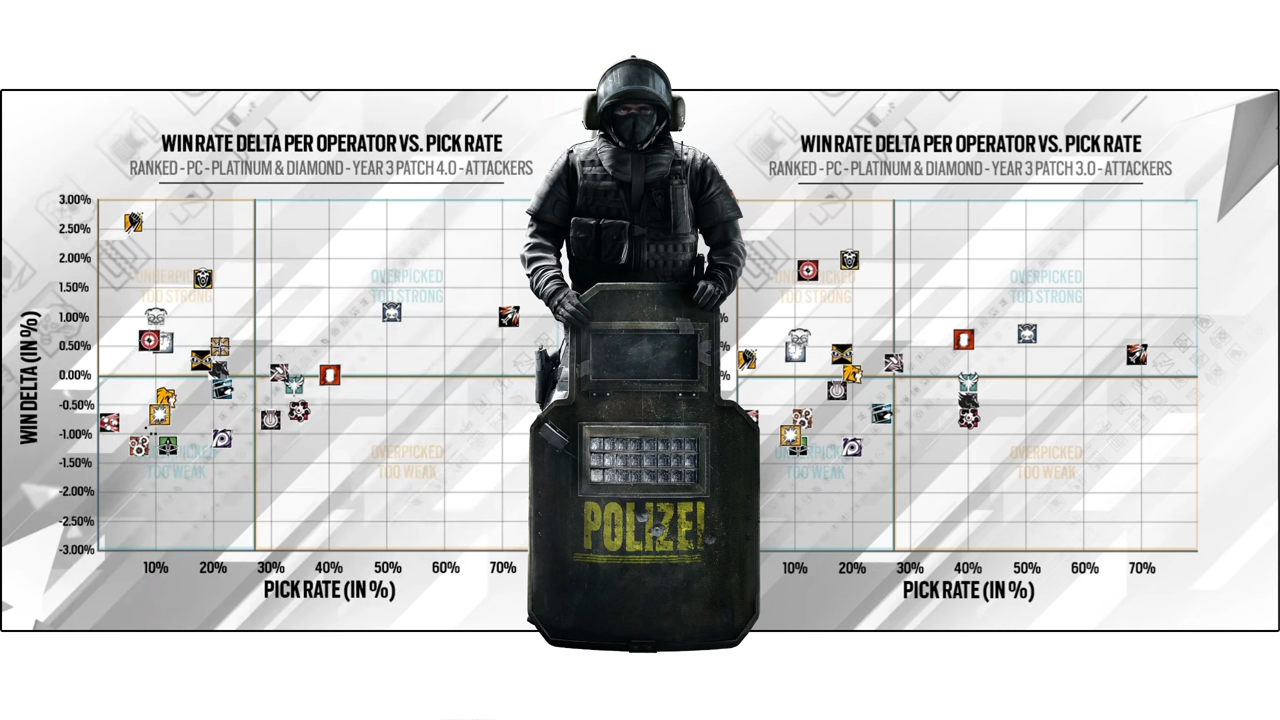 WIN RATE DELTA PER OPERATOR VS. PICK RATE
RANKED - PC - PLATINUM & DIAMOND - YEAR 3 PATCH 4.0 - ATTACKERS
3.00%
2.50%
2.00%
1.50%
1.00%
0.50%
0.00%
-0.50%
-1.00%
-1.50%
-2.00%
-2.50%
-3.00%
WIN DELTA (IN %)
UNDERPICKED
TOO STRONG
OVERPICKED
TOO STRONG
TOO WEAK
OVERPICKED
TOO WEAK
10% 20% 30% 40% 50% 60% 70%
PICK RATE (IN %)
POLIZEI
WIN RATE DELTA PER OPERATOR VS. PICK RATE
RANKED - PC - PLATINUM & DIAMOND - YEAR 3 PATCH 3.0 - ATTACKERS
TOO STRONG
OVERPICKED
TOO STRONG
TOO WEAK
OVERPICKED
TOO WEAK
10% 20% 30% 40% 50% 60% 70%
PICK RATE (IN %)